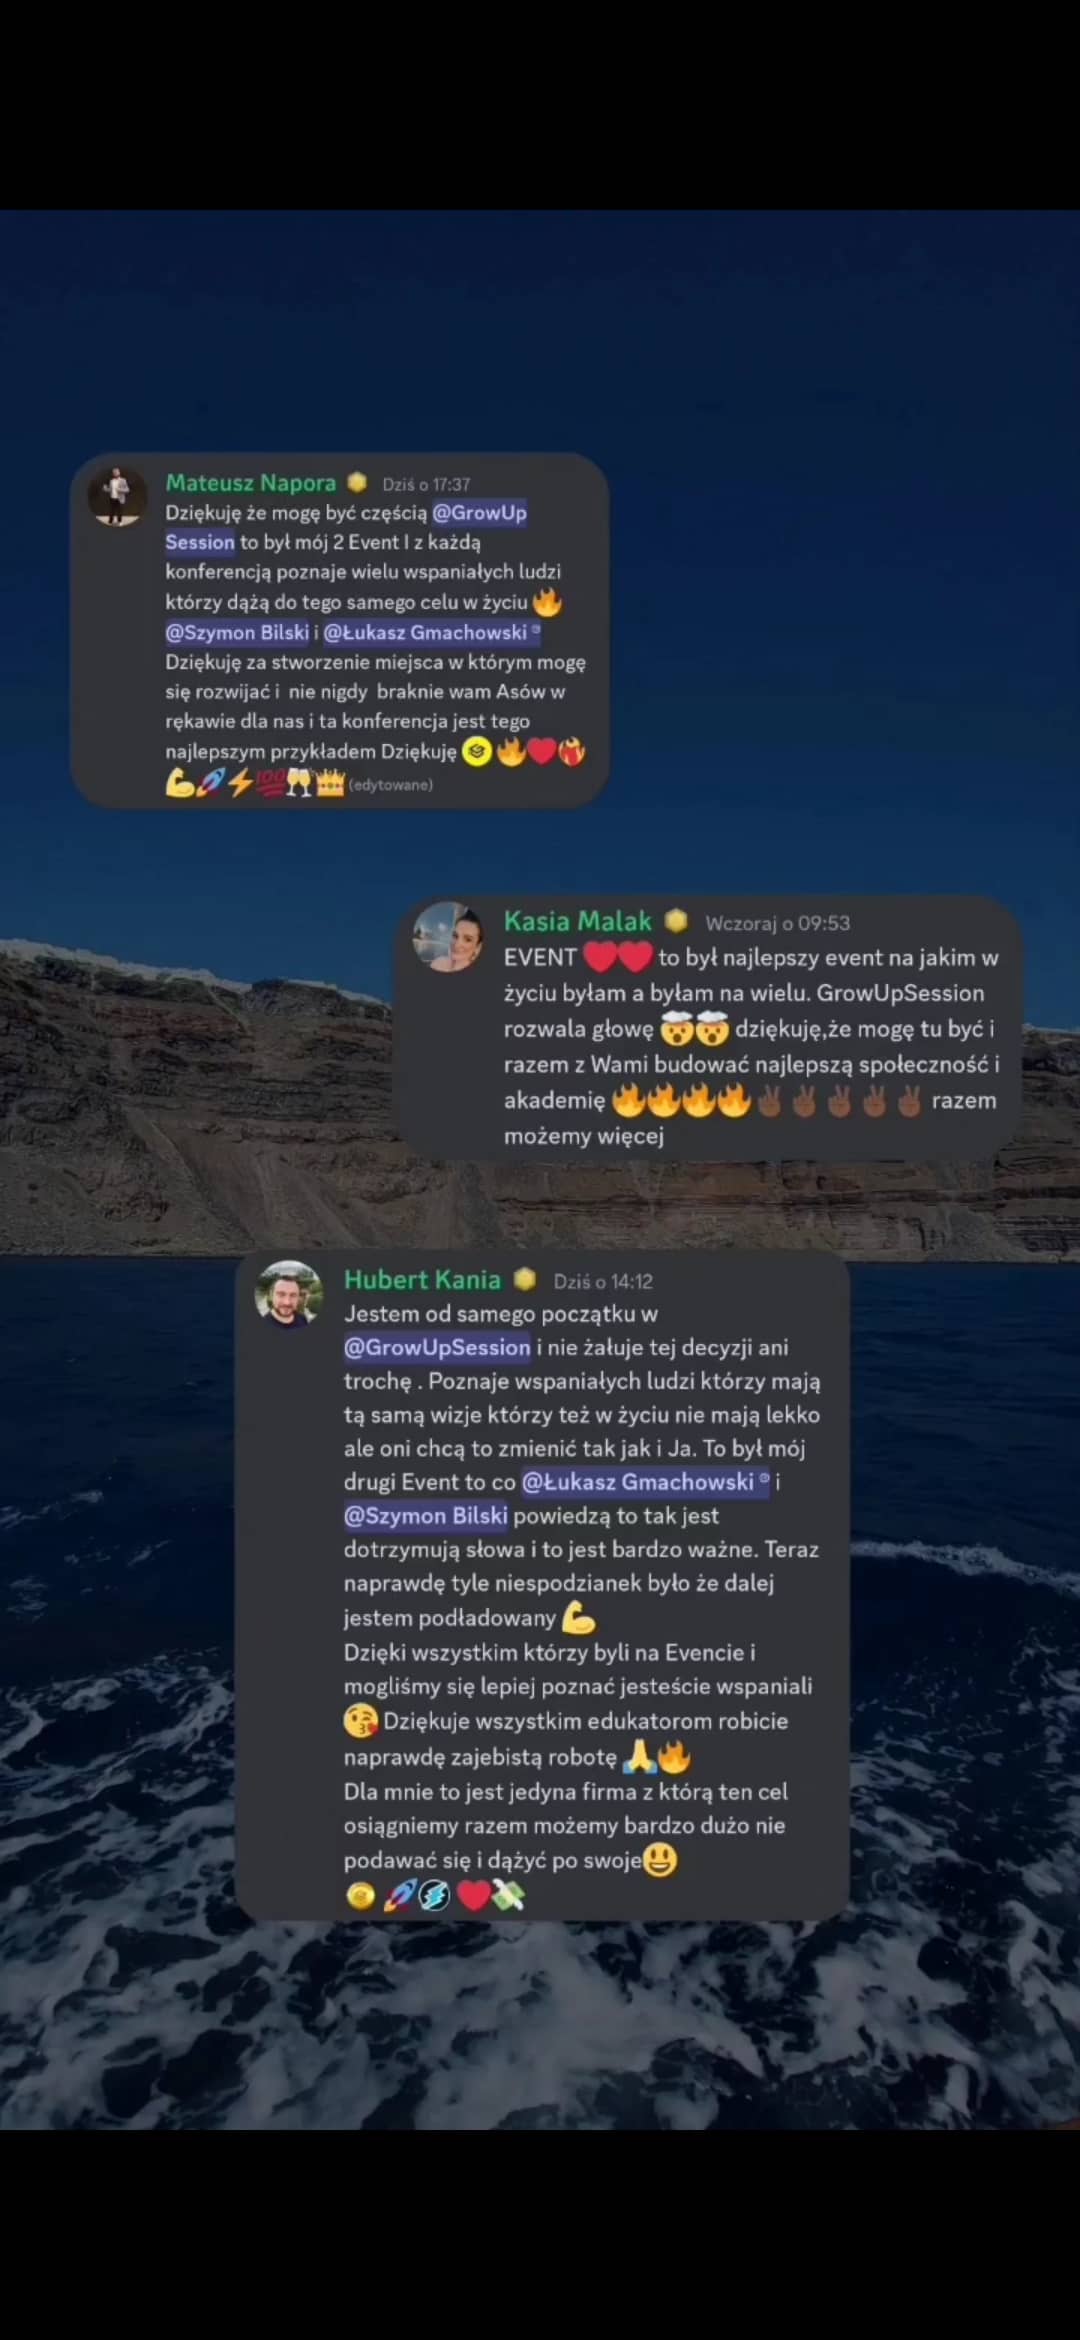 Mateusz Napora Dziś o 17:37
Dziękuję że mogę być częścią @GrowUp
Session to był mój 2 Event I z każdą
konferencją poznaje wielu wspaniałych ludzi
którzy dążą do tego samego celu w życiu 🔥
@Szymon Bilski i @Łukasz Gmachowski
Dziękuję za stworzenie miejsca w którym mogę
się rozwijać i nie nigdy braknie wam Asów w
rękawie dla nas i ta konferencja jest tego
najlepszym przykładem Dziękuję 🔥❤️❤️‍🔥
💪🚀⚡💯🥂👑 (edytowane)
Kasia Malak Wczoraj o 09:53
EVENT ❤️❤️ to był najlepszy event na jakim w
życiu byłam a byłam na wielu. GrowUpSession
rozwala głowę 🤯🤯 dziękuję,że mogę tu być i
razem z Wami budować najlepszą społeczność i
akademię 🔥🔥🔥🔥✌🏾✌🏾✌🏾✌🏾✌🏾 razem
możemy więcej
Hubert Kania Dziś o 14:12
Jestem od samego początku w
@GrowUpSession i nie żałuje tej decyzji ani
trochę . Poznaje wspaniałych ludzi którzy mają
tą samą wizje którzy też w życiu nie mają lekko
ale oni chcą to zmienić tak jak i Ja. To był mój
drugi Event to co @Łukasz Gmachowski i
@Szymon Bilski powiedzą to tak jest
dotrzymują słowa i to jest bardzo ważne. Teraz
naprawdę tyle niespodzianek było że dalej
jestem podładowany 💪
Dzięki wszystkim którzy byli na Evencie i
mogliśmy się lepiej poznać jesteście wspaniali
😘 Dziękuje wszystkim edukatorom robicie
naprawdę zajebistą robotę 🙏🔥
Dla mnie to jest jedyna firma z którą ten cel
osiągniemy razem możemy bardzo dużo nie
podawać się i dążyć po swoje😃
🪙 🚀 ❤️💸